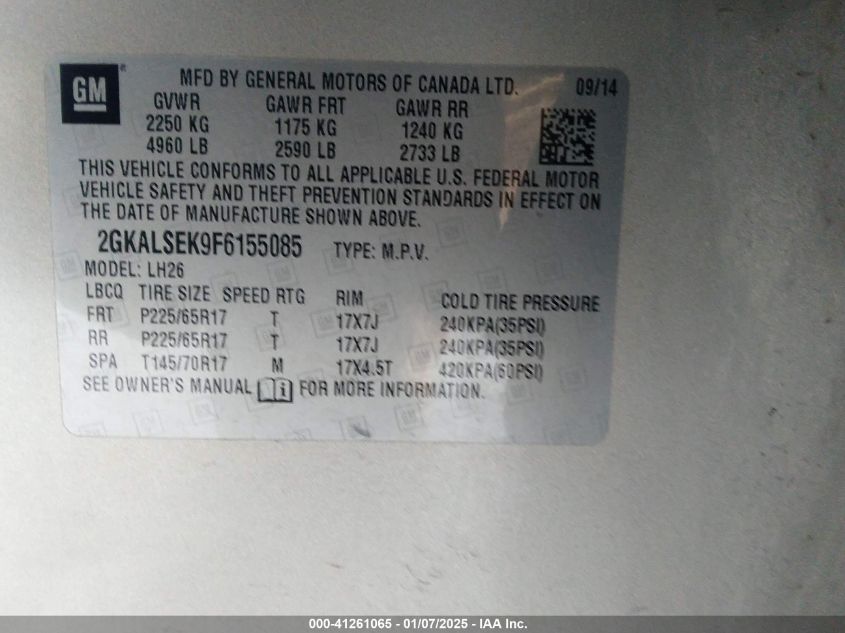 GM
MFD BY GENERAL MOTORS OF CANADA LTD. 09/14
GVWR GAWR FRT GAWR RR
2250 KG 1175 KG 1240 KG
4960 LB 2590 LB 2733 LB
THIS VEHICLE CONFORMS TO ALL APPLICABLE U.S. FEDERAL MOTOR
VEHICLE SAFETY AND THEFT PREVENTION STANDARDS IN EFFECT ON
THE DATE OF MANUFACTURE SHOWN ABOVE.
2GKALSEK9F6155085 TYPE: M.P.V.
MODEL: LH26
LBCQ TIRE SIZE SPEED RTG RIM COLD TIRE PRESSURE
FRT P225/65R17 T 17X7J 240KPA(35PSI)
RR P225/65R17 T 17X7J 240KPA(35PSI)
SPA T145/70R17 M 17X4.5T 420KPA(60PSI)
SEE OWNER'S MANUAL FOR MORE INFORMATION.
000-41261065 - 01/07/2025 - IAA Inc.